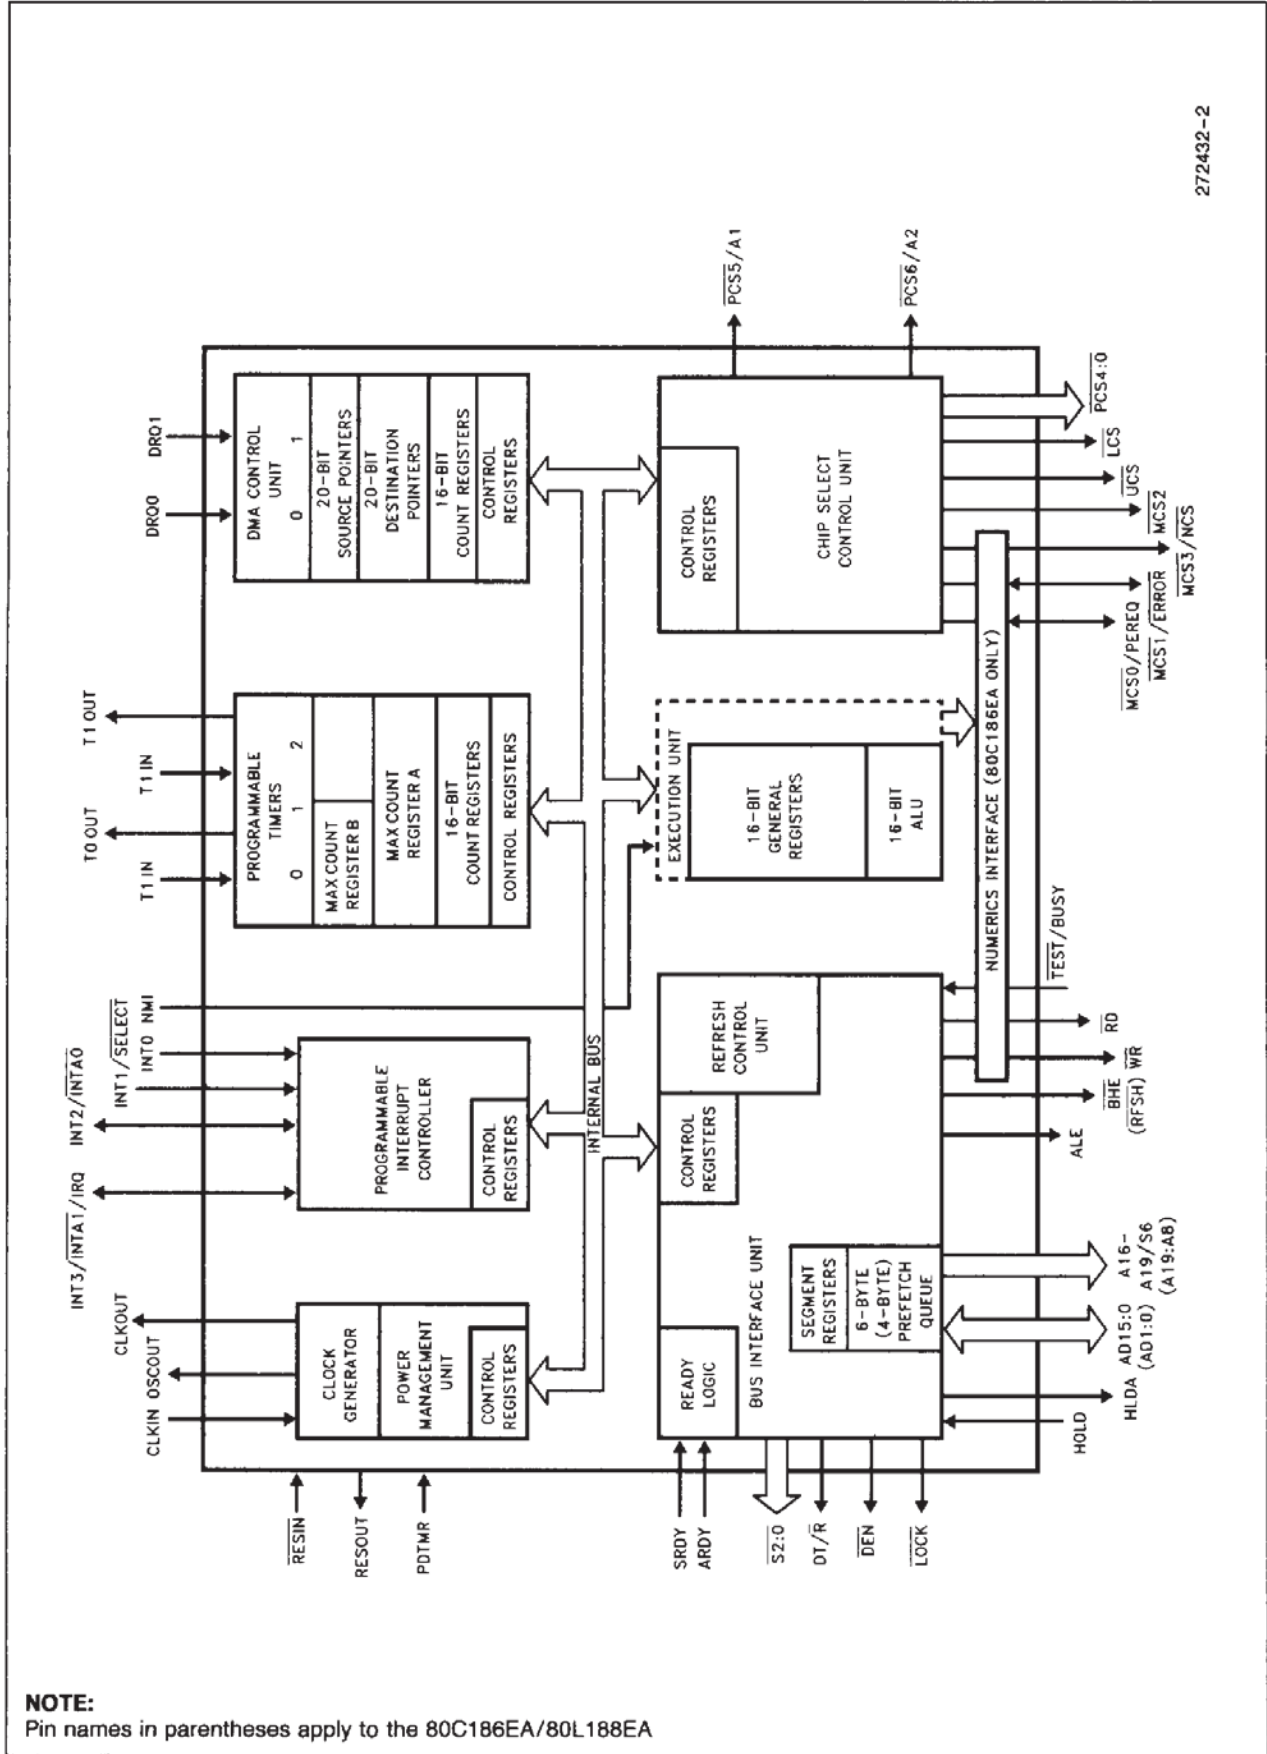 CLKIN OSCOUT
CLKOUT
INT3/INTA1/IRQ
INT2/INTA0
INT1/SELECT
INT0 NMI
T1IN
T0OUT
T1IN
T1OUT
DRQ0
DRQ1
RESIN
RESOUT
PDTMR
CLOCK
GENERATOR
POWER
MANAGEMENT
UNIT
CONTROL
REGISTERS
PROGRAMMABLE
INTERRUPT
CONTROLLER
CONTROL
REGISTERS
PROGRAMMABLE
TIMERS
0 1 2
MAX COUNT
REGISTER B
MAX COUNT
REGISTER A
16-BIT
COUNT REGISTERS
CONTROL REGISTERS
DMA CONTROL
UNIT
0 1
20-BIT
SOURCE POINTERS
20-BIT
DESTINATION
POINTERS
16-BIT
COUNT REGISTERS
CONTROL
REGISTERS
INTERNAL BUS
SRDY
ARDY
S2:0
DT/R
DEN
LOCK
READY
LOGIC
BUS INTERFACE UNIT
CONTROL
REGISTERS
REFRESH
CONTROL
UNIT
SEGMENT
REGISTERS
6-BYTE
(4-BYTE)
PREFETCH
QUEUE
EXECUTION UNIT
16-BIT
GENERAL
REGISTERS
16-BIT
ALU
CONTROL
REGISTERS
CHIP SELECT
CONTROL UNIT
PCS5/A1
PCS6/A2
NUMERICS INTERFACE (80C186EA ONLY)
HOLD
HLDA
AD15:0
(AD1:0)
A16-
A19/S6
(A19:A8)
ALE
BHE
(RFSH)
WR
RD
TEST/BUSY
MCS0/PEREQ
MCS1/ERROR
MCS3/NCS
MCS2
UCS
LCS
PCS4:0
272432-2
NOTE:
Pin names in parentheses apply to the 80C186EA/80L188EA